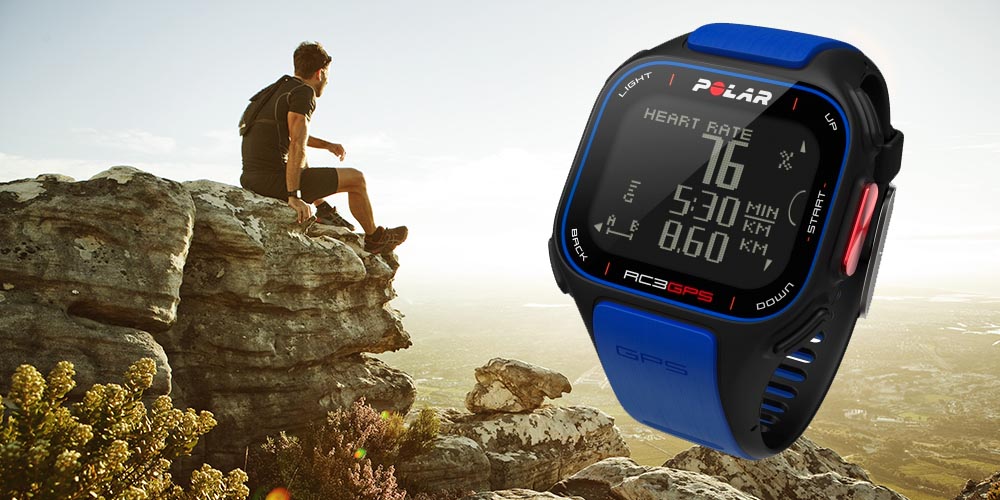 LIGHT
POLAR
UP
HEART RATE
76 %
5:30 MIN KM
A B
8.60 KM
START
BACK
RC3GPS
DOWN
GPS